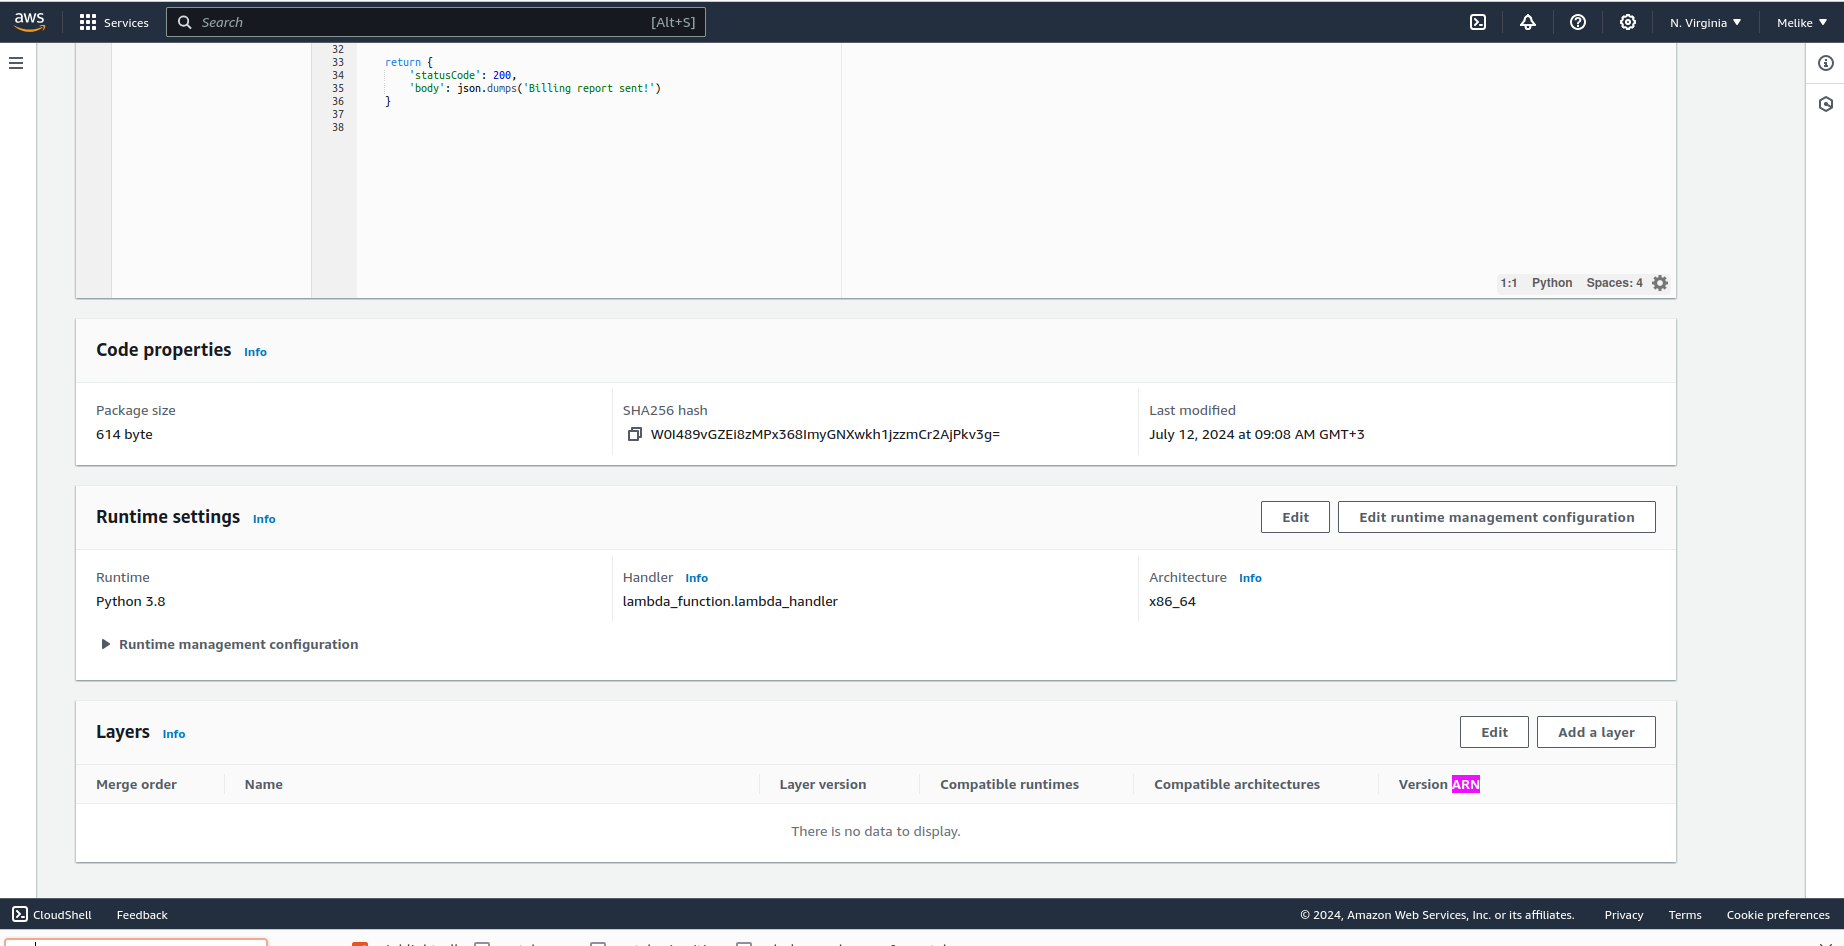 aws Services Search [Alt+S] N. Virginia Melike
32
33 return {
34 'statusCode': 200,
35 'body': json.dumps('Billing report sent!')
36 }
37
38
1:1 Python Spaces: 4
Code properties Info
Package size SHA256 hash Last modified
614 byte W0I489vGZEi8zMPx368ImyGNXwkh1jzzmCr2AjPkv3g= July 12, 2024 at 09:08 AM GMT+3
Runtime settings Info Edit Edit runtime management configuration
Runtime Handler Info Architecture Info
Python 3.8 lambda_function.lambda_handler x86_64
Runtime management configuration
Layers Info Edit Add a layer
Merge order Name Layer version Compatible runtimes Compatible architectures Version ARN
There is no data to display.
CloudShell Feedback © 2024, Amazon Web Services, Inc. or its affiliates. Privacy Terms Cookie preferences